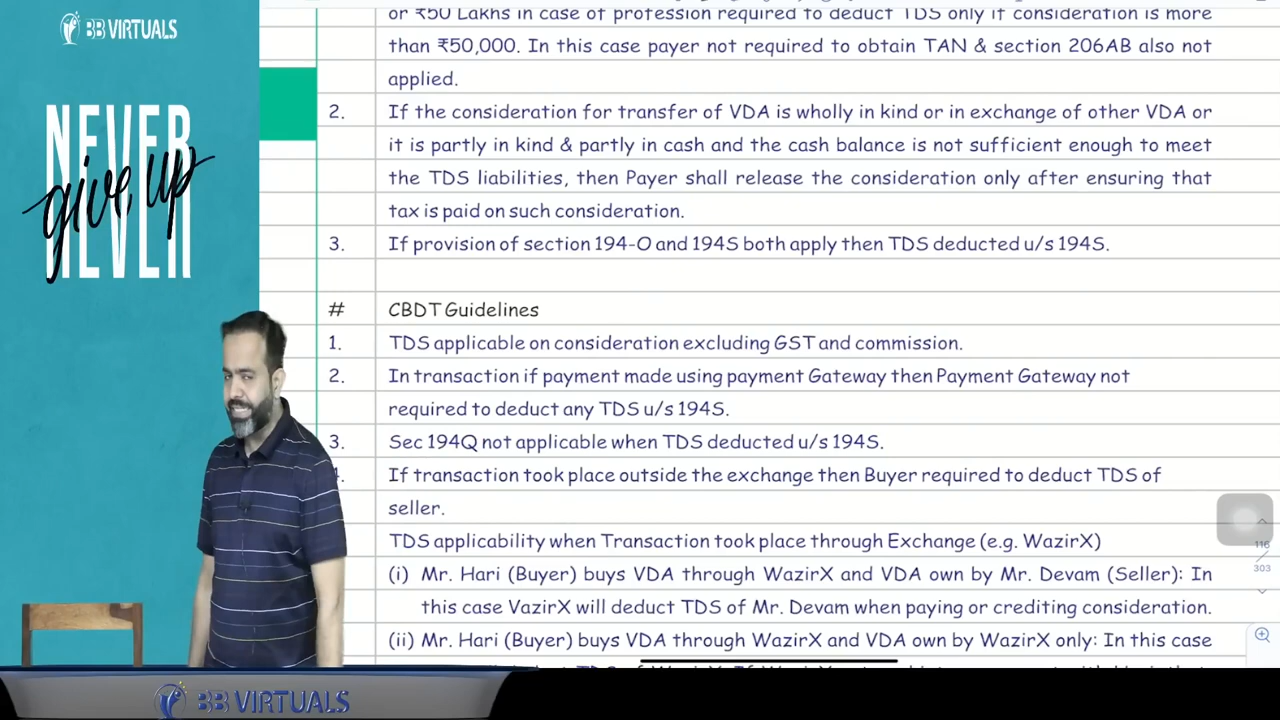 BB VIRTUALS
NEVER
give up
NEVER
or ₹50 Lakhs in case of profession required to deduct TDS only if consideration is more
than ₹50,000. In this case payer not required to obtain TAN & section 206AB also not
applied.
2. If the consideration for transfer of VDA is wholly in kind or in exchange of other VDA or
it is partly in kind & partly in cash and the cash balance is not sufficient enough to meet
the TDS liabilities, then Payer shall release the consideration only after ensuring that
tax is paid on such consideration.
3. If provision of section 194-O and 194S both apply then TDS deducted u/s 194S.
# CBDT Guidelines
1. TDS applicable on consideration excluding GST and commission.
2. In transaction if payment made using payment Gateway then Payment Gateway not
required to deduct any TDS u/s 194S.
3. Sec 194Q not applicable when TDS deducted u/s 194S.
If transaction took place outside the exchange then Buyer required to deduct TDS of
seller.
TDS applicability when Transaction took place through Exchange (e.g. WazirX)
(i) Mr. Hari (Buyer) buys VDA through WazirX and VDA own by Mr. Devam (Seller): In
this case VazirX will deduct TDS of Mr. Devam when paying or crediting consideration.
(ii) Mr. Hari (Buyer) buys VDA through WazirX and VDA own by WazirX only: In this case
116
303
BB VIRTUALS